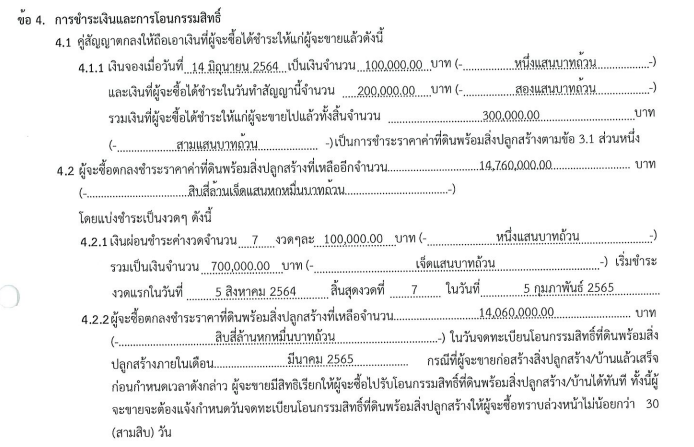 ข้อ 4. การชำระเงินและการโอนกรรมสิทธิ์
4.1 คู่สัญญาตกลงให้ถือเอาเงินที่ผู้จะซื้อได้ชำระให้แก่ผู้จะขายแล้วดังนี้
4.1.1 เงินจองเมื่อวันที่ 14 มิถุนายน 2564 เป็นเงินจำนวน 100,000.00 บาท (- หนึ่งแสนบาทถ้วน -)
และเงินที่ผู้จะซื้อได้ชำระในวันทำสัญญานี้จำนวน 200,000.00 บาท (- สองแสนบาทถ้วน -)
รวมเงินที่ผู้จะซื้อได้ชำระให้แก่ผู้จะขายไปแล้วทั้งสิ้นจำนวน 300,000.00 บาท
(- สามแสนบาทถ้วน -)เป็นการชำระราคาค่าที่ดินพร้อมสิ่งปลูกสร้างตามข้อ 3.1 ส่วนหนึ่ง
4.2 ผู้จะซื้อตกลงชำระราคาค่าที่ดินพร้อมสิ่งปลูกสร้างที่เหลืออีกจำนวน 14,760,000.00 บาท
(- สิบสี่ล้านเจ็ดแสนหกหมื่นบาทถ้วน -)
โดยแบ่งชำระเป็นงวดๆ ดังนี้
4.2.1 เงินผ่อนชำระค่างวดจำนวน 7 งวดๆละ 100,000.00 บาท (- หนึ่งแสนบาทถ้วน -)
รวมเป็นเงินจำนวน 700,000.00 บาท (- เจ็ดแสนบาทถ้วน -) เริ่มชำระ
งวดแรกในวันที่ 5 สิงหาคม 2564 สิ้นสุดงวดที่ 7 ในวันที่ 5 กุมภาพันธ์ 2565
4.2.2 ผู้จะซื้อตกลงชำระราคาที่ดินพร้อมสิ่งปลูกสร้างที่เหลือจำนวน 14,060,000.00 บาท
(- สิบสี่ล้านหกหมื่นบาทถ้วน -) ในวันจดทะเบียนโอนกรรมสิทธิ์ที่ดินพร้อมสิ่ง
ปลูกสร้างภายในเดือน มีนาคม 2565 กรณีที่ผู้จะขายก่อสร้างสิ่งปลูกสร้าง/บ้านแล้วเสร็จ
ก่อนกำหนดเวลาดังกล่าว ผู้จะขายมีสิทธิเรียกให้ผู้จะซื้อไปรับโอนกรรมสิทธิ์ที่ดินพร้อมสิ่งปลูกสร้าง/บ้านได้ทันที ทั้งนี้ผู้
จะขายจะต้องแจ้งกำหนดวันจดทะเบียนโอนกรรมสิทธิ์ที่ดินพร้อมสิ่งปลูกสร้างให้ผู้จะซื้อทราบล่วงหน้าไม่น้อยกว่า 30
(สามสิบ) วัน